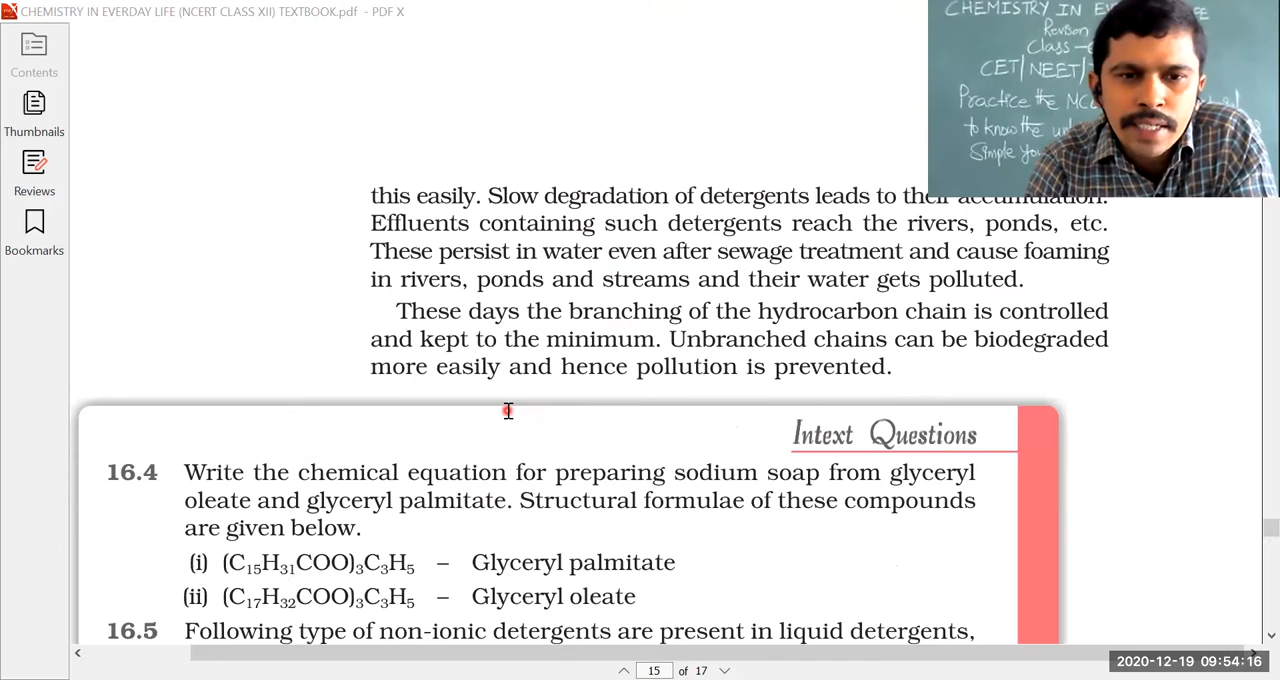 CHEMISTRY IN EVERDAY LIFE (NCERT CLASS XII) TEXTBOOK.pdf - PDF X
Contents
Thumbnails
Reviews
Bookmarks
CHEMISTRY IN
Revison
Class
CET/ NEET/
Practice the
to know the
Simple
this easily. Slow degradation of detergents leads to their accumulation.
Effluents containing such detergents reach the rivers, ponds, etc.
These persist in water even after sewage treatment and cause foaming
in rivers, ponds and streams and their water gets polluted.
These days the branching of the hydrocarbon chain is controlled
and kept to the minimum. Unbranched chains can be biodegraded
more easily and hence pollution is prevented.
Intext Questions
16.4 Write the chemical equation for preparing sodium soap from glyceryl
oleate and glyceryl palmitate. Structural formulae of these compounds
are given below.
(i) (C₁₅H₃₁COO)₃C₃H₅ – Glyceryl palmitate
(ii) (C₁₇H₃₂COO)₃C₃H₅ – Glyceryl oleate
16.5 Following type of non-ionic detergents are present in liquid detergents,
15 of 17
2020-12-19 09:54:16